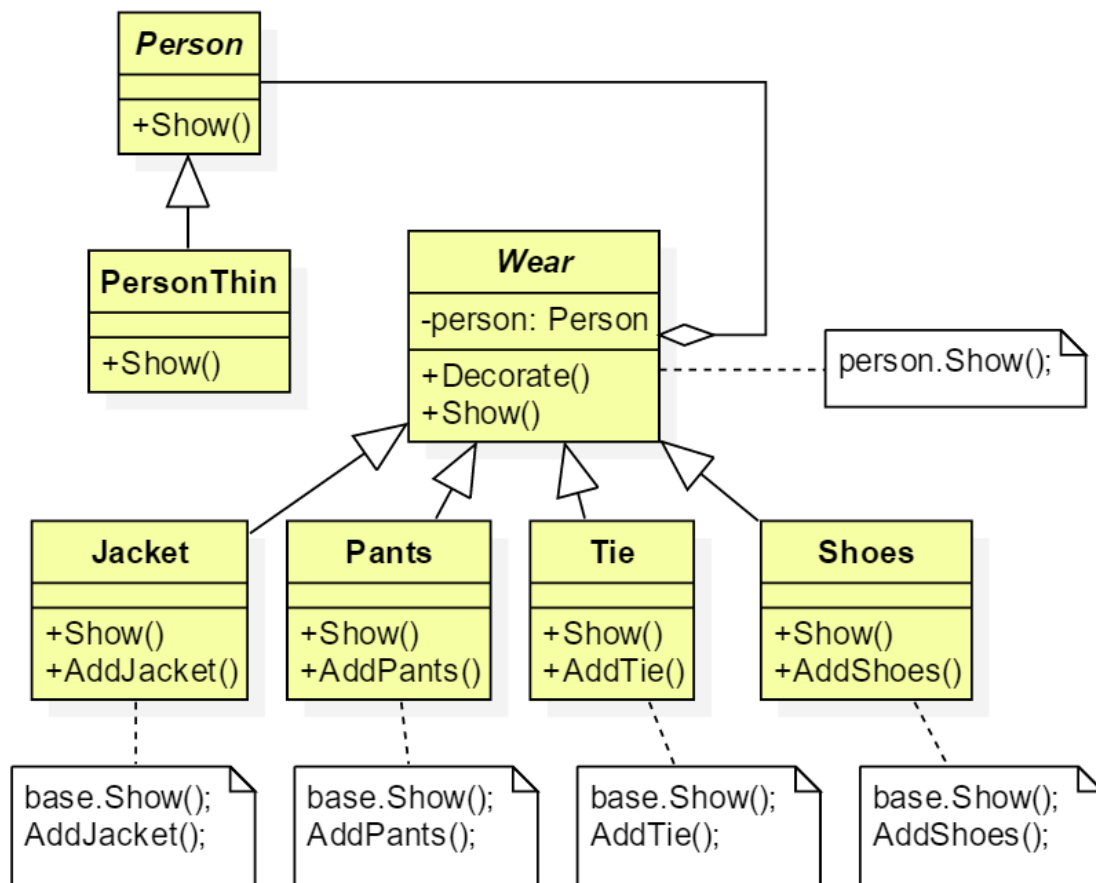 Person
+Show()
PersonThin
+Show()
Wear
-person: Person
+Decorate()
+Show()
person.Show();
Jacket
+Show()
+AddJacket()
Pants
+Show()
+AddPants()
Tie
+Show()
+AddTie()
Shoes
+Show()
+AddShoes()
base.Show();
AddJacket();
base.Show();
AddPants();
base.Show();
AddTie();
base.Show();
AddShoes();